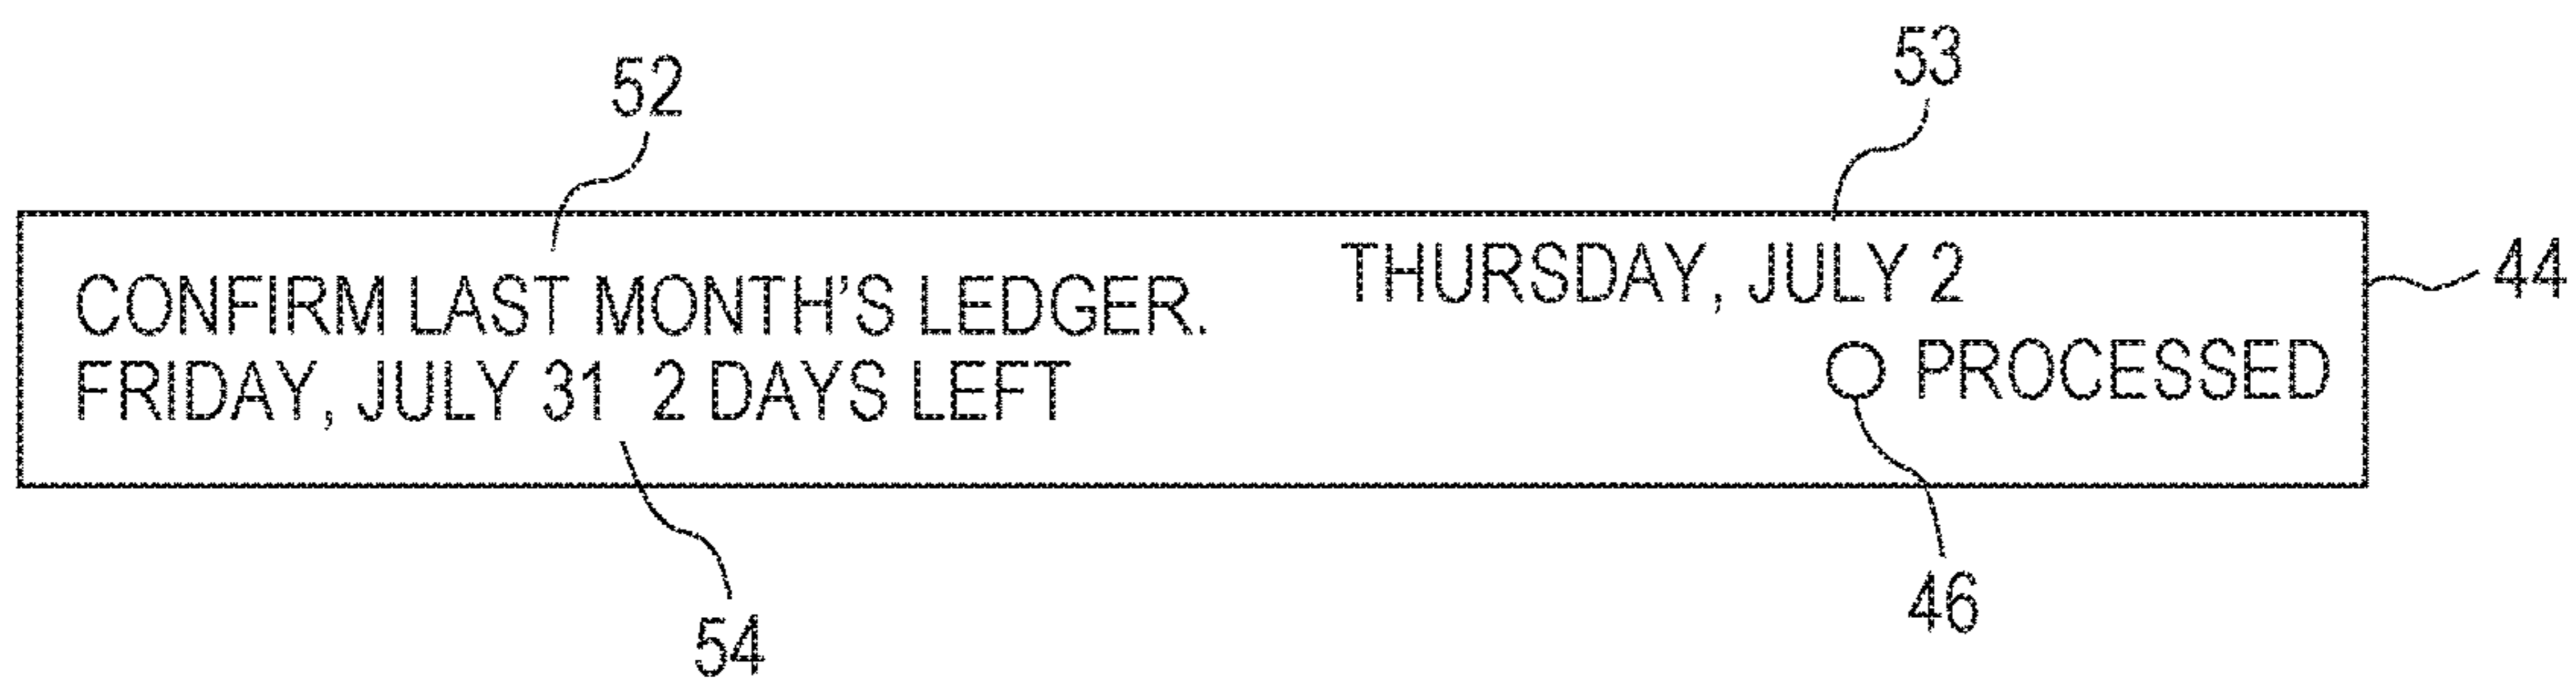 52
53
THURSDAY, JULY 2
44
CONFIRM LAST MONTH'S LEDGER.
PROCESSED
FRIDAY, JULY 31 2 DAYS LEFT
46
54